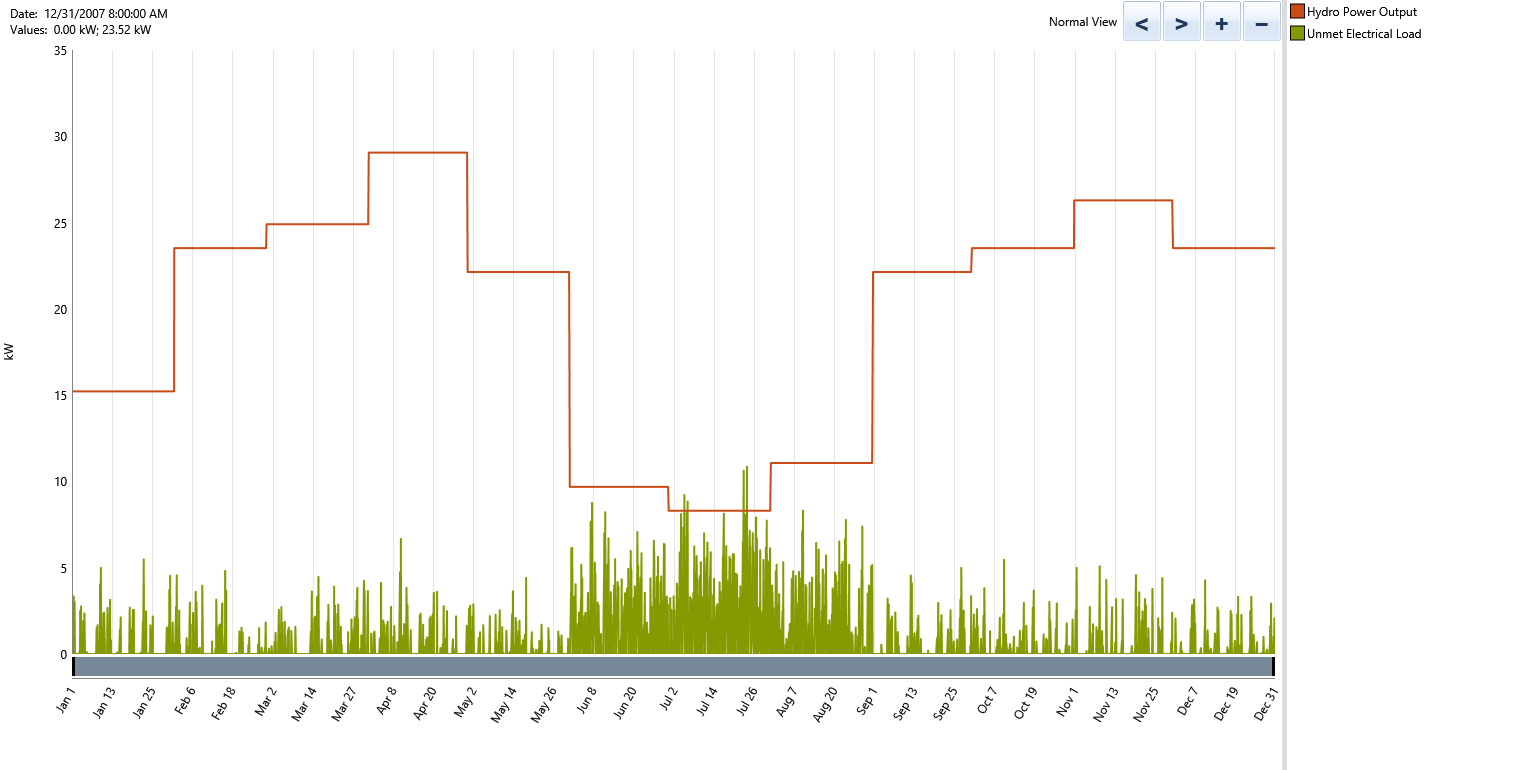 Date: 12/31/2007 8:00:00 AM
Values: 0.00 kW; 23.52 kW
Normal View < > + −
Hydro Power Output
Unmet Electrical Load
35
30
25
20
15
10
5
0
kW
Jan 1 Jan 13 Jan 25 Feb 6 Feb 18 Mar 2 Mar 14 Mar 27 Apr 8 Apr 20 May 2 May 14 May 26 Jun 8 Jun 20 Jul 2 Jul 14 Jul 26 Aug 7 Aug 20 Sep 1 Sep 13 Sep 25 Oct 7 Oct 19 Nov 1 Nov 13 Nov 25 Dec 7 Dec 19 Dec 31